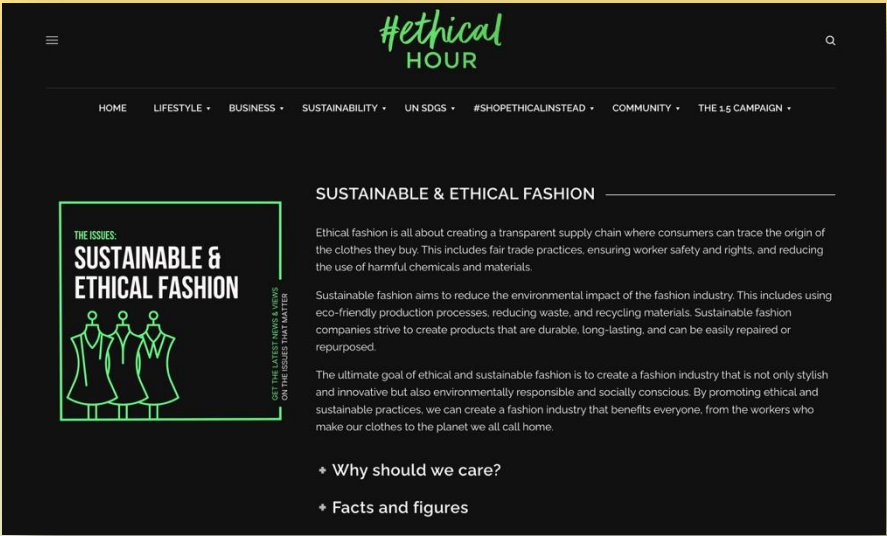 #ethical
HOUR
HOME LIFESTYLE BUSINESS SUSTAINABILITY UN SDGS #SHOPETHICALINSTEAD COMMUNITY THE 1.5 CAMPAIGN
THE ISSUES:
SUSTAINABLE &
ETHICAL FASHION
GET THE LATEST NEWS & VIEWS
ON THE ISSUES THAT MATTER
SUSTAINABLE & ETHICAL FASHION
Ethical fashion is all about creating a transparent supply chain where consumers can trace the origin of
the clothes they buy. This includes fair trade practices, ensuring worker safety and rights, and reducing
the use of harmful chemicals and materials.
Sustainable fashion aims to reduce the environmental impact of the fashion industry. This includes using
eco-friendly production processes, reducing waste, and recycling materials. Sustainable fashion
companies strive to create products that are durable, long-lasting, and can be easily repaired or
repurposed.
The ultimate goal of ethical and sustainable fashion is to create a fashion industry that is not only stylish
and innovative but also environmentally responsible and socially conscious. By promoting ethical and
sustainable practices, we can create a fashion industry that benefits everyone, from the workers who
make our clothes to the planet we all call home.
Why should we care?
Facts and figures